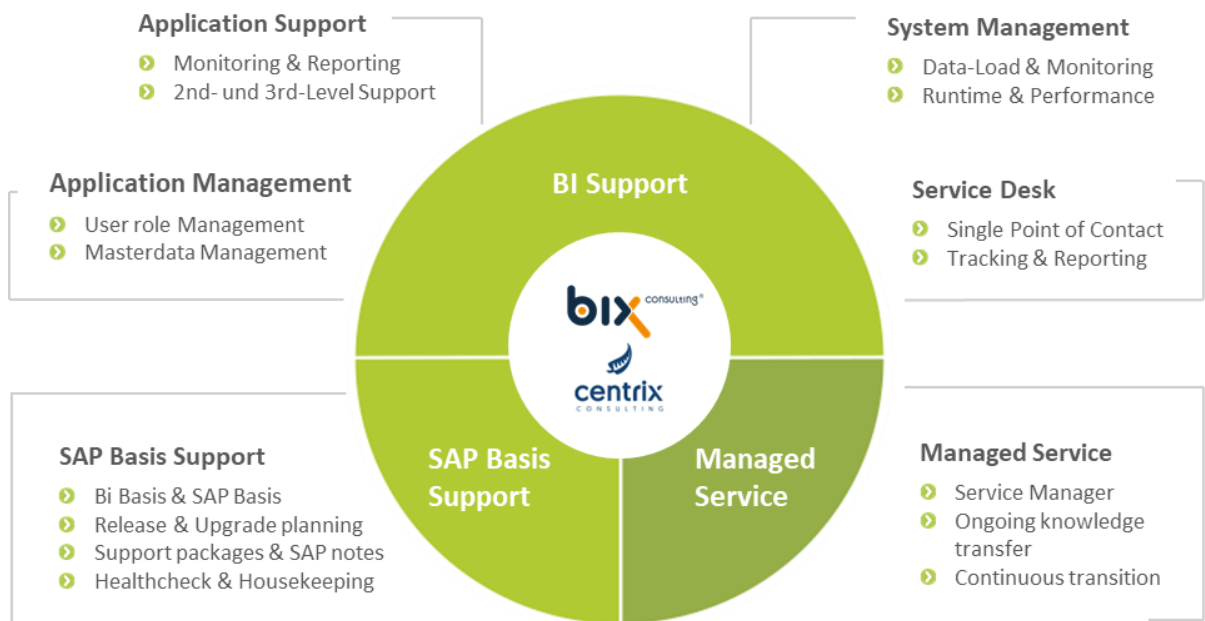 Application Support
Monitoring & Reporting
2nd- und 3rd-Level Support
System Management
Data-Load & Monitoring
Runtime & Performance
Application Management
User role Management
Masterdata Management
BI Support
Service Desk
Single Point of Contact
Tracking & Reporting
bix consulting®
centrix
CONSULTING
SAP Basis Support
Bi Basis & SAP Basis
Release & Upgrade planning
Support packages & SAP notes
Healthcheck & Housekeeping
SAP Basis
Support
Managed
Service
Managed Service
Service Manager
Ongoing knowledge
transfer
Continuous transition